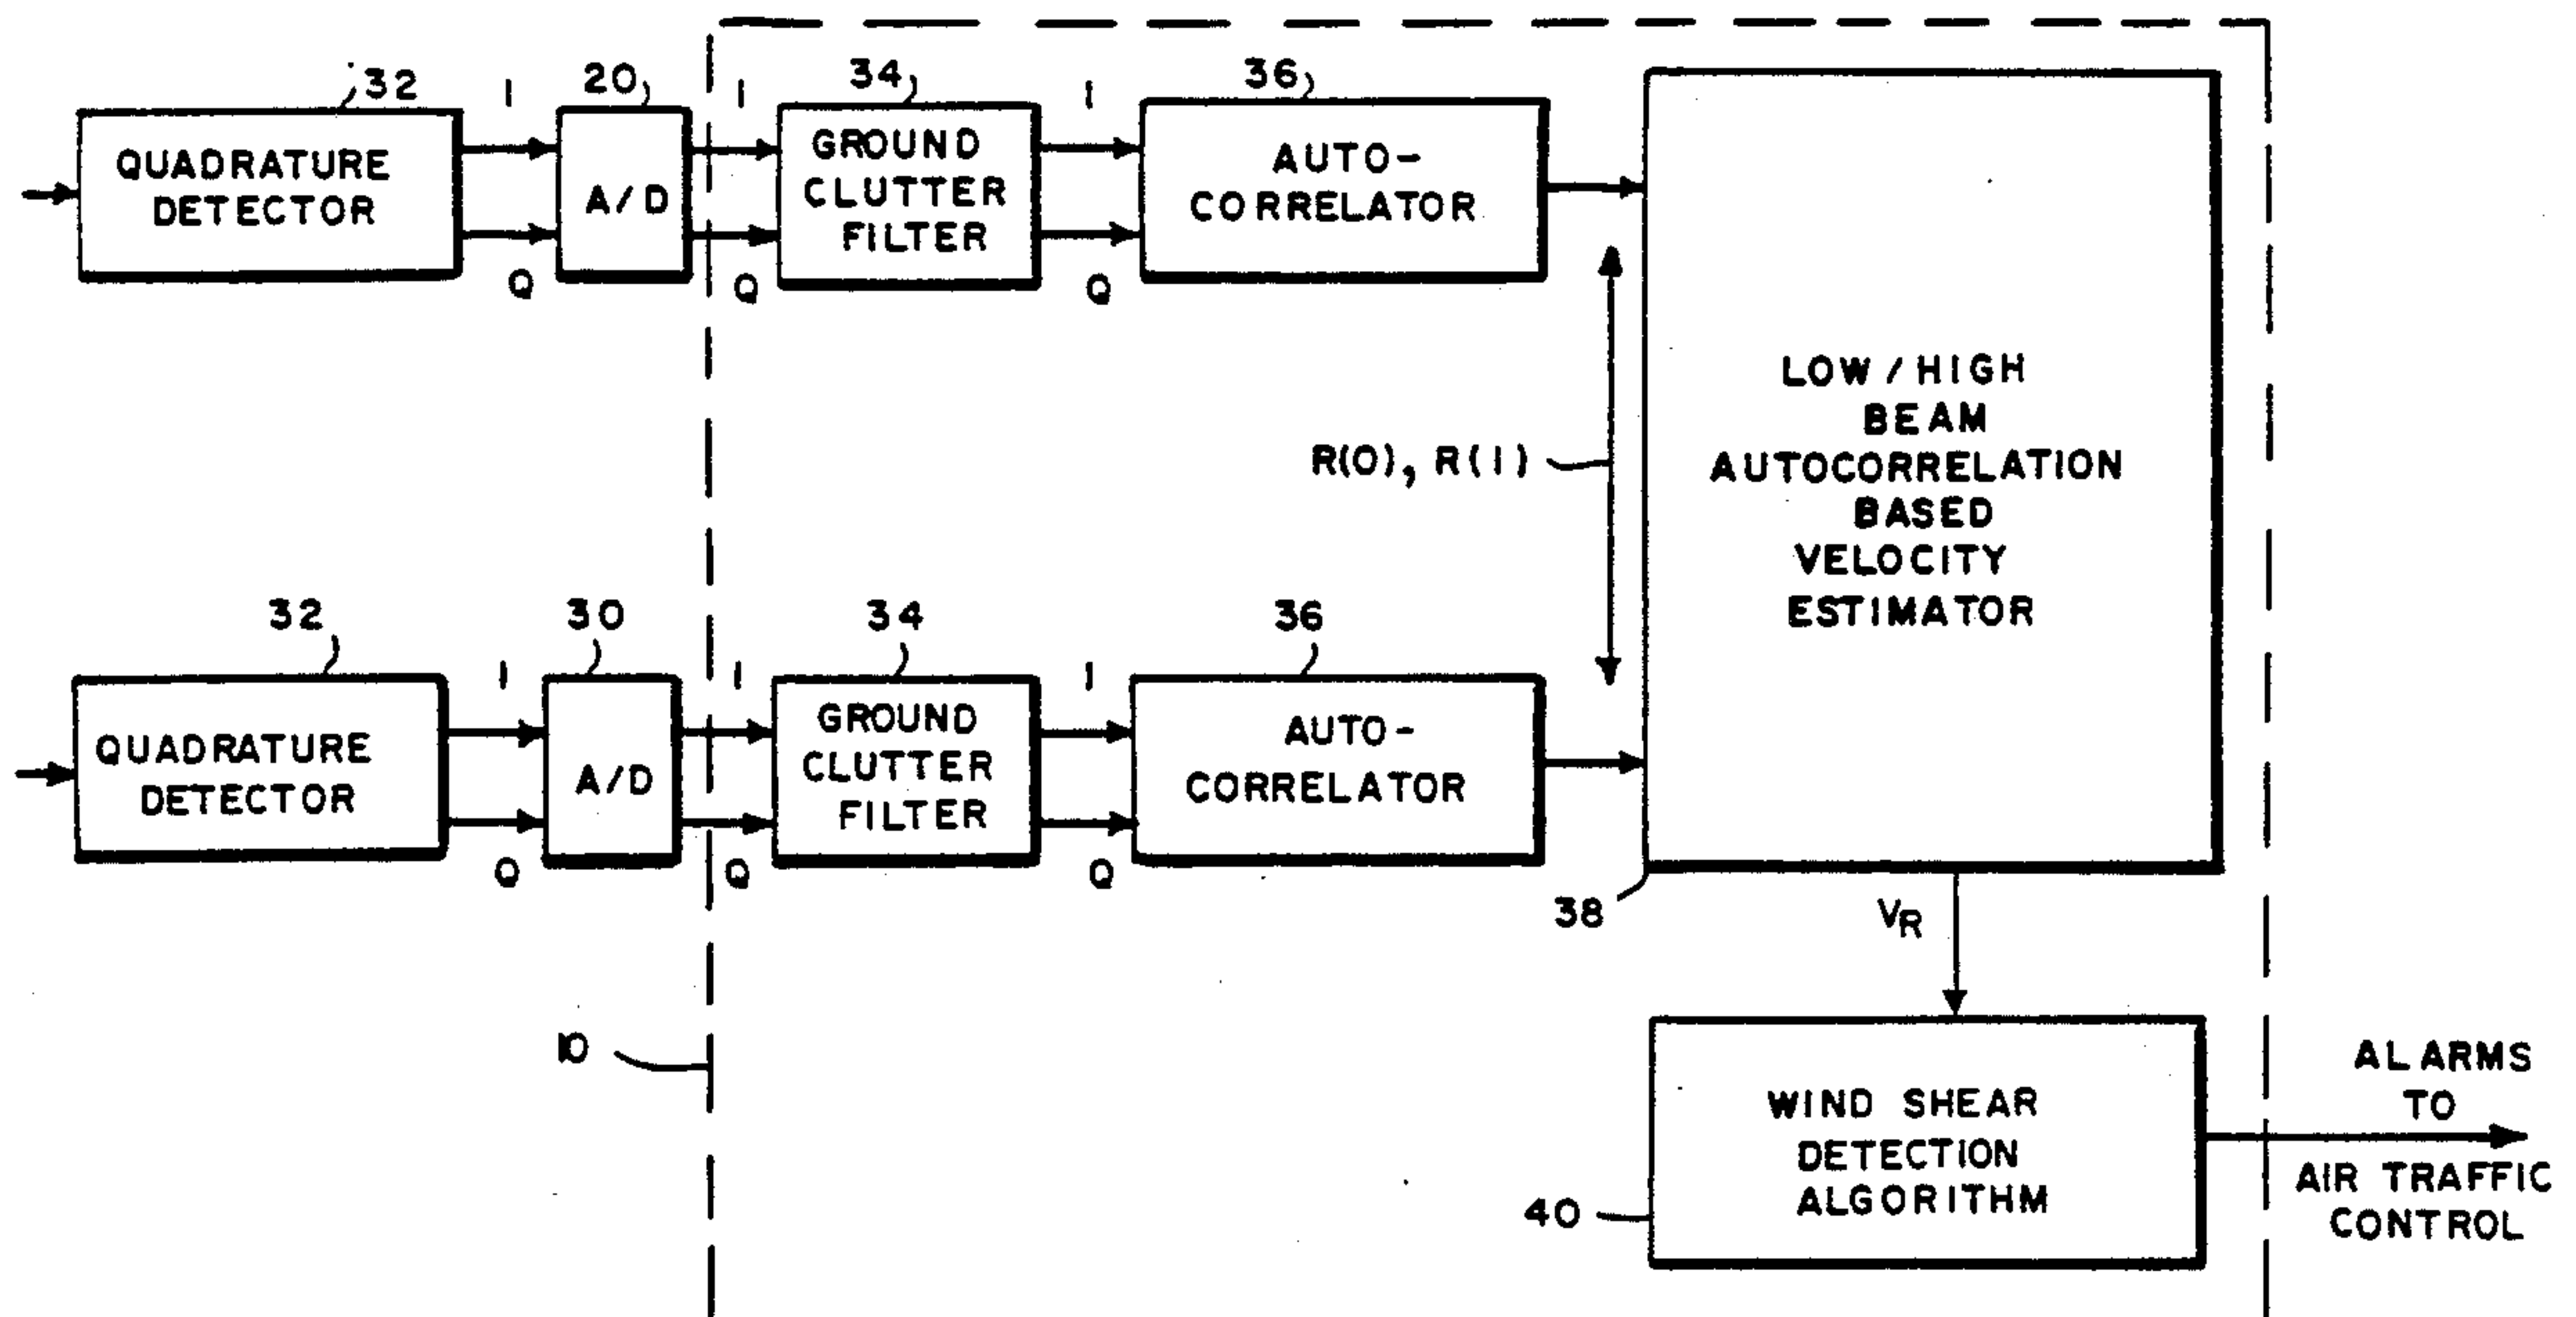 32
I
20
I
34
I
36
QUADRATURE
DETECTOR
A/D
GROUND
CLUTTER
FILTER
AUTO-
CORRELATOR
Q
Q
Q
LOW / HIGH
BEAM
AUTOCORRELATION
BASED
VELOCITY
ESTIMATOR
R(0), R(1)
32
I
30
I
34
I
36
QUADRATURE
DETECTOR
A/D
GROUND
CLUTTER
FILTER
AUTO-
CORRELATOR
Q
Q
Q
38
VR
10
WIND SHEAR
DETECTION
ALGORITHM
40
ALARMS
TO
AIR TRAFFIC
CONTROL